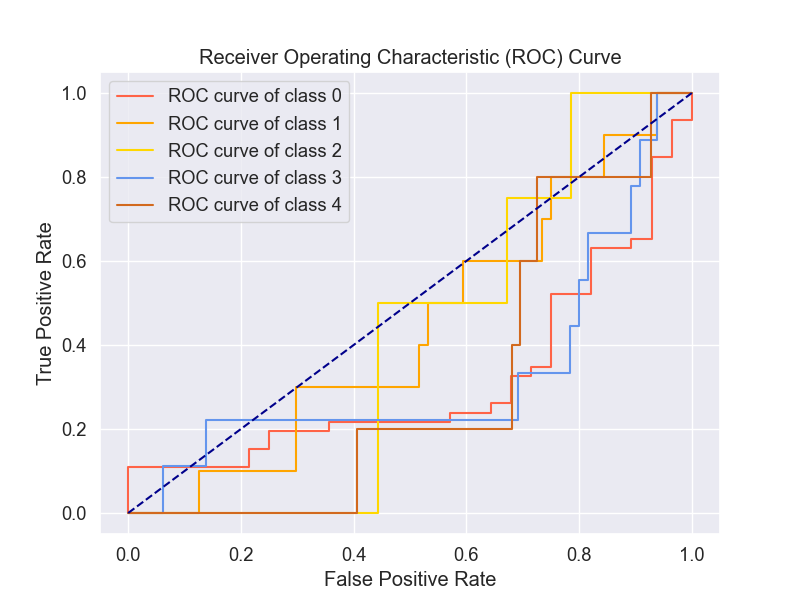 Receiver Operating Characteristic (ROC) Curve
1.0
0.8
0.6
0.4
0.2
0.0
True Positive Rate
ROC curve of class 0
ROC curve of class 1
ROC curve of class 2
ROC curve of class 3
ROC curve of class 4
0.0 0.2 0.4 0.6 0.8 1.0
False Positive Rate